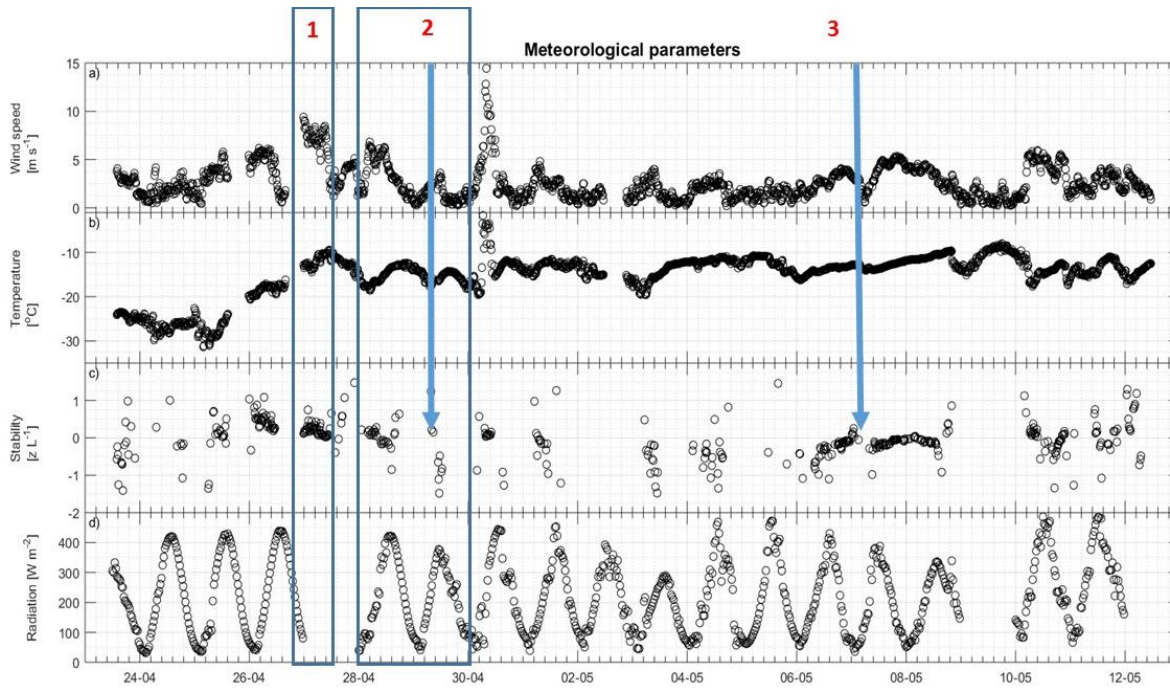 1 2 3
Meteorological parameters
a)
Wind speed
[m s⁻¹]
15
10
5
0
b)
Temperature
[°C]
-10
-20
-30
c)
Stability
[z L⁻¹]
1
0
-1
-2
d)
Radiation [W m⁻²]
400
300
200
100
0
24-04 26-04 28-04 30-04 02-05 04-05 06-05 08-05 10-05 12-05